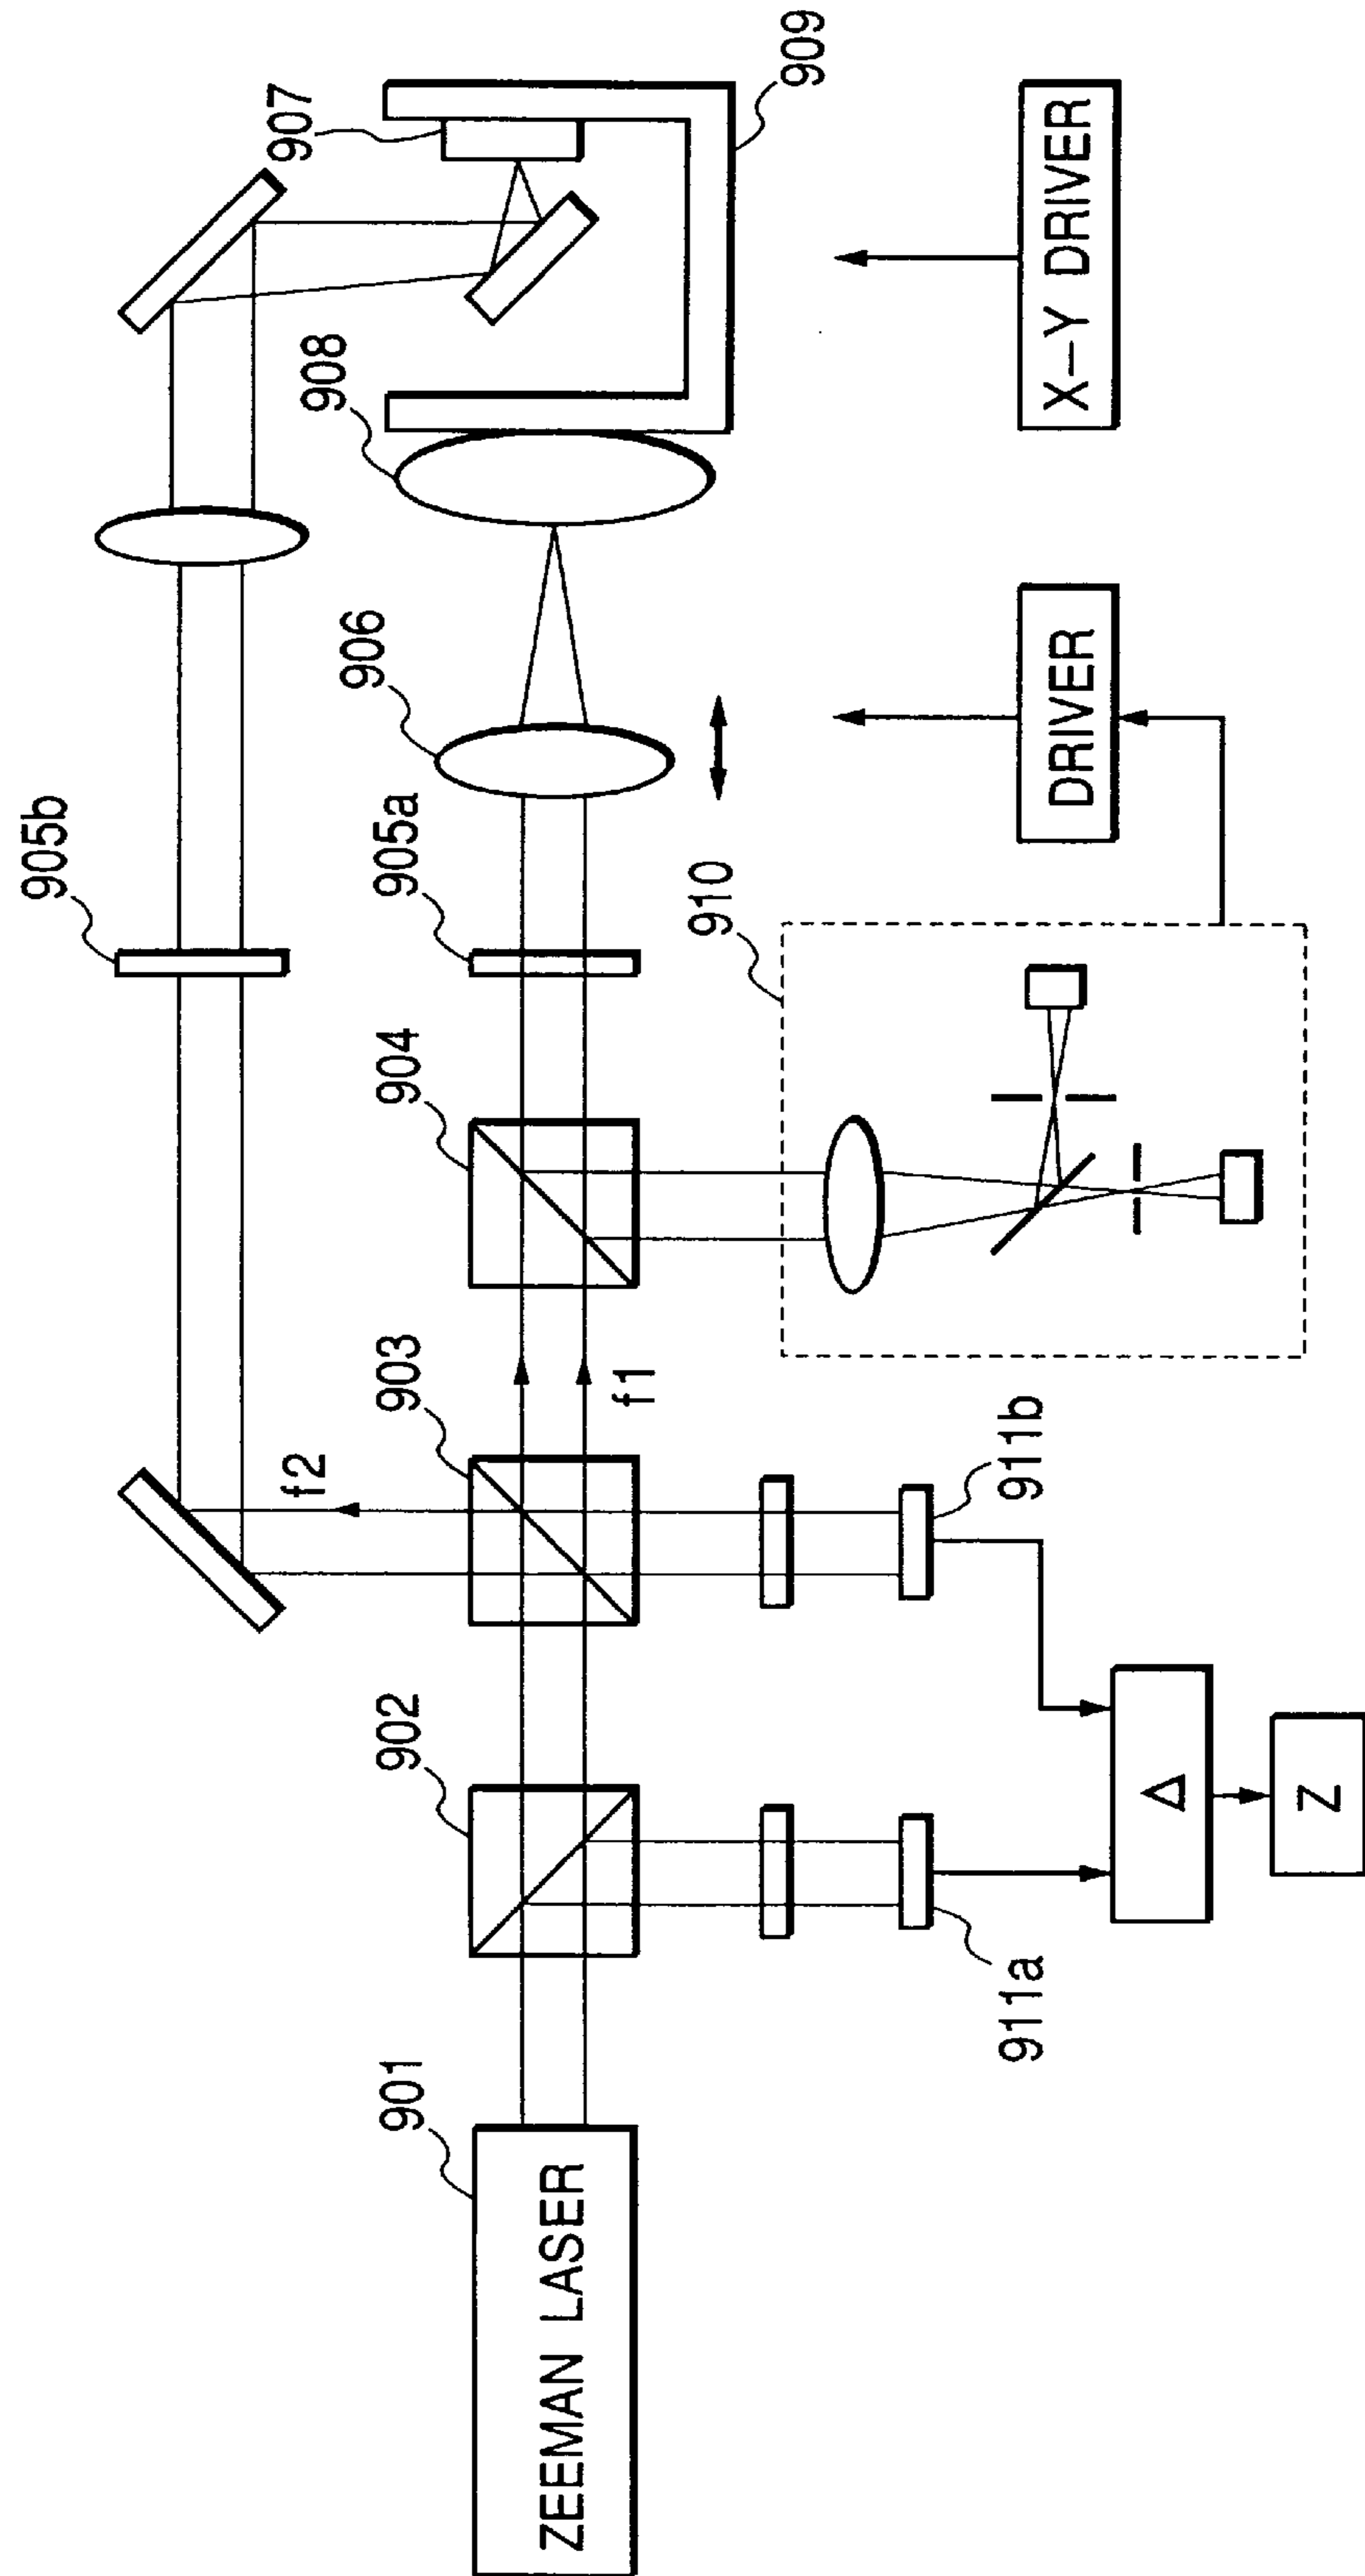 901
ZEEMAN LASER
902
903
904
905a
905b
906
907
908
909
f1
f2
910
911a
911b
Δ
Z
DRIVER
X–Y DRIVER